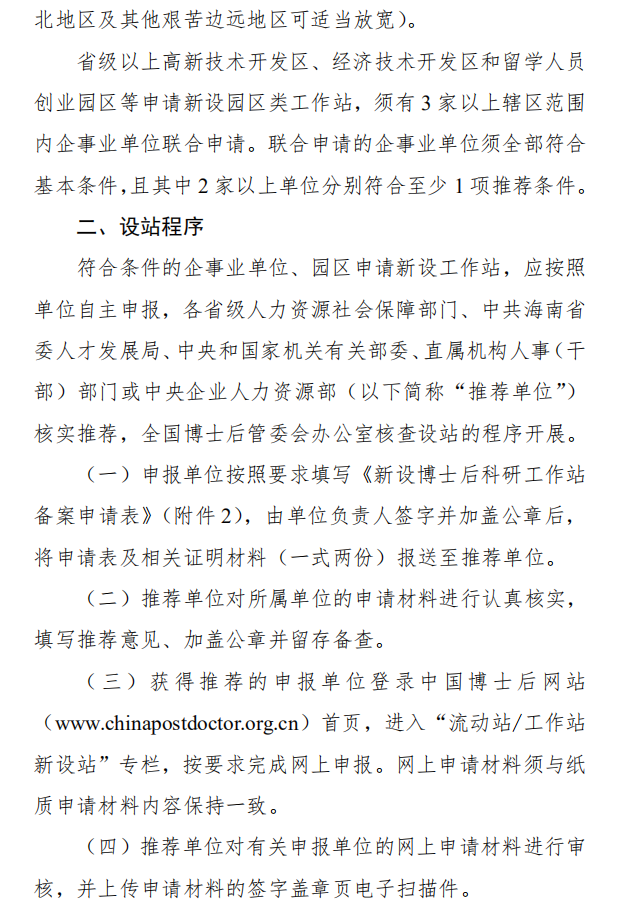 北地区及其他艰苦边远地区可适当放宽）。
省级以上高新技术开发区、经济技术开发区和留学人员
创业园区等申请新设园区类工作站，须有 3 家以上辖区范围
内企事业单位联合申请。联合申请的企事业单位须全部符合
基本条件，且其中 2 家以上单位分别符合至少 1 项推荐条件。
二、设站程序
符合条件的企事业单位、园区申请新设工作站，应按照
单位自主申报，各省级人力资源社会保障部门、中共海南省
委人才发展局、中央和国家机关有关部委、直属机构人事（干
部）部门或中央企业人力资源部（以下简称“推荐单位”）
核实推荐，全国博士后管委会办公室核查设站的程序开展。
（一）申报单位按照要求填写《新设博士后科研工作站
备案申请表》（附件 2），由单位负责人签字并加盖公章后，
将申请表及相关证明材料（一式两份）报送至推荐单位。
（二）推荐单位对所属单位的申请材料进行认真核实，
填写推荐意见、加盖公章并留存备查。
（三）获得推荐的申报单位登录中国博士后网站
（www.chinapostdoctor.org.cn）首页，进入“流动站/工作站
新设站”专栏，按要求完成网上申报。网上申请材料须与纸
质申请材料内容保持一致。
（四）推荐单位对有关申报单位的网上申请材料进行审
核，并上传申请材料的签字盖章页电子扫描件。